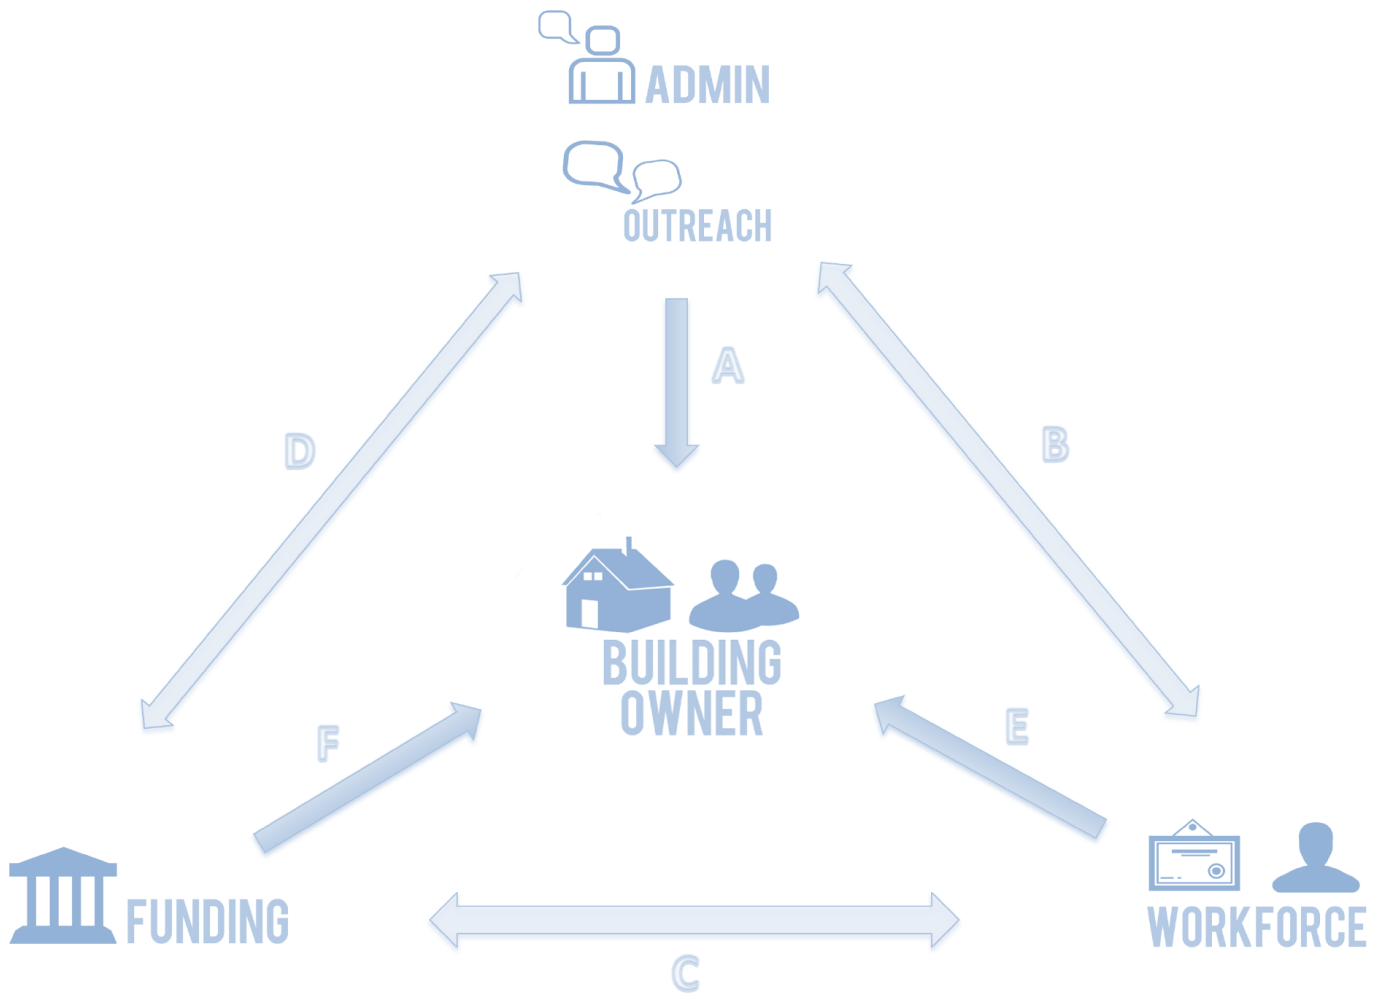 ADMIN
OUTREACH
A
D
B
BUILDING
OWNER
F
E
FUNDING
WORKFORCE
C